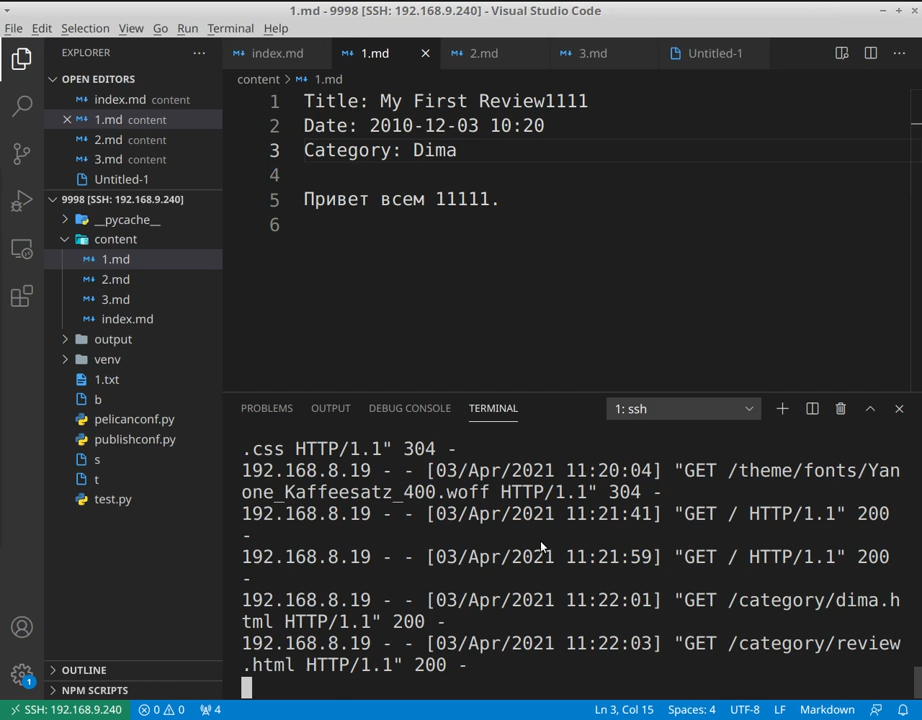 1.md - 9998 [SSH: 192.168.9.240] - Visual Studio Code
File Edit Selection View Go Run Terminal Help
EXPLORER
OPEN EDITORS
index.md content
1.md content
2.md content
3.md content
Untitled-1
9998 [SSH: 192.168.9.240]
__pycache__
content
1.md
2.md
3.md
index.md
output
venv
1.txt
b
pelicanconf.py
publishconf.py
s
t
test.py
OUTLINE
NPM SCRIPTS
index.md 1.md 2.md 3.md Untitled-1
content > 1.md
1 Title: My First Review1111
2 Date: 2010-12-03 10:20
3 Category: Dima
4
5 Привет всем 11111.
6
PROBLEMS OUTPUT DEBUG CONSOLE TERMINAL 1: ssh
.css HTTP/1.1" 304 -
192.168.8.19 - - [03/Apr/2021 11:20:04] "GET /theme/fonts/Yan
one_Kaffeesatz_400.woff HTTP/1.1" 304 -
192.168.8.19 - - [03/Apr/2021 11:21:41] "GET / HTTP/1.1" 200
-
192.168.8.19 - - [03/Apr/2021 11:21:59] "GET / HTTP/1.1" 200
-
192.168.8.19 - - [03/Apr/2021 11:22:01] "GET /category/dima.h
tml HTTP/1.1" 200 -
192.168.8.19 - - [03/Apr/2021 11:22:03] "GET /category/review
.html HTTP/1.1" 200 -
1
SSH: 192.168.9.240 0 0 4 Ln 3, Col 15 Spaces: 4 UTF-8 LF Markdown